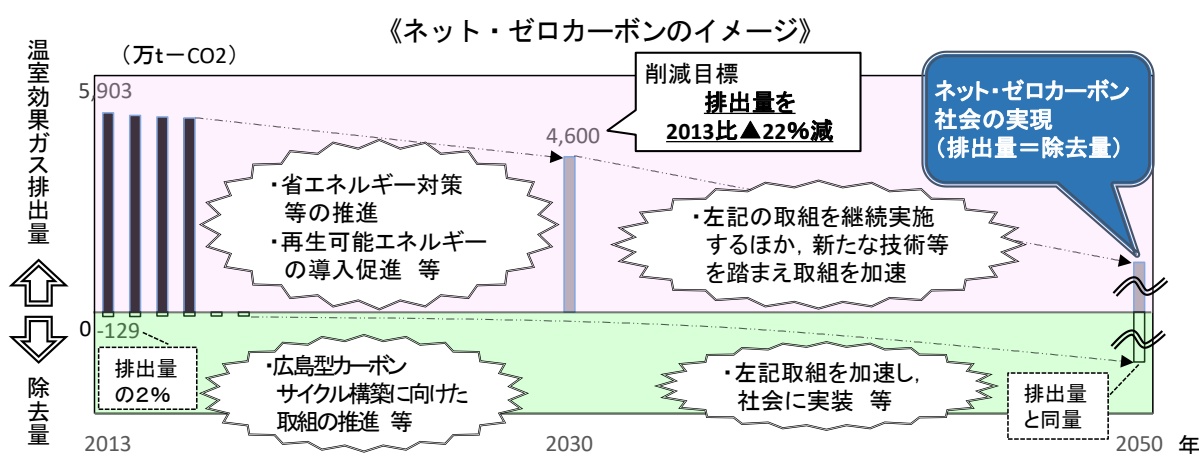 《ネット・ゼロカーボンのイメージ》
温室効果ガス排出量
（万t－CO2）
5,903
削減目標
排出量を
2013比▲22％減
4,600
ネット・ゼロカーボン
社会の実現
（排出量＝除去量）
・省エネルギー対策
等の推進
・再生可能エネルギー
の導入促進 等
・左記の取組を継続実施
するほか，新たな技術等
を踏まえ取組を加速
0
-129
排出量
の2％
・広島型カーボン
サイクル構築に向けた
取組の推進 等
・左記取組を加速し，
社会に実装 等
排出量
と同量
除去量
2013
2030
2050
年